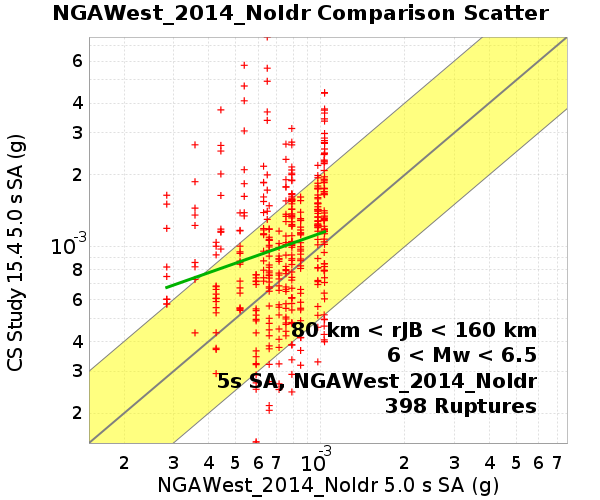 NGAWest_2014_NoIdr Comparison Scatter
6
4
3
2
10-3
8
6
4
3
2
CS Study 15.4 5.0 s SA (g)
80 km < rJB < 160 km
6 < Mw < 6.5
5s SA, NGAWest_2014_NoIdr
398 Ruptures
2 3 4 5 6 7 10-3 2 3 4 5 6 7
NGAWest_2014_NoIdr 5.0 s SA (g)